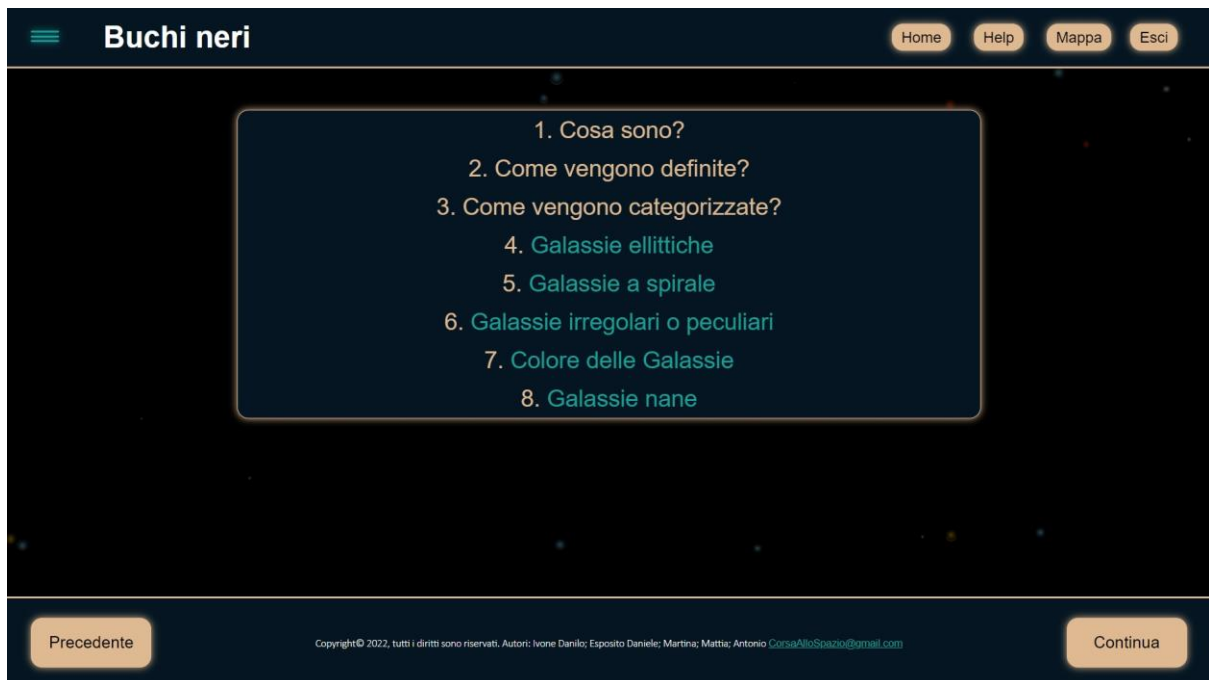 Buchi neri
Home
Help
Mappa
Esci
1. Cosa sono?
2. Come vengono definite?
3. Come vengono categorizzate?
4. Galassie ellittiche
5. Galassie a spirale
6. Galassie irregolari o peculiari
7. Colore delle Galassie
8. Galassie nane
Precedente
Copyright© 2022, tutti i diritti sono riservati. Autori: Ivone Danilo; Esposito Daniele; Martina; Mattia; Antonio CorsaAlloSpazio@gmail.com
Continua